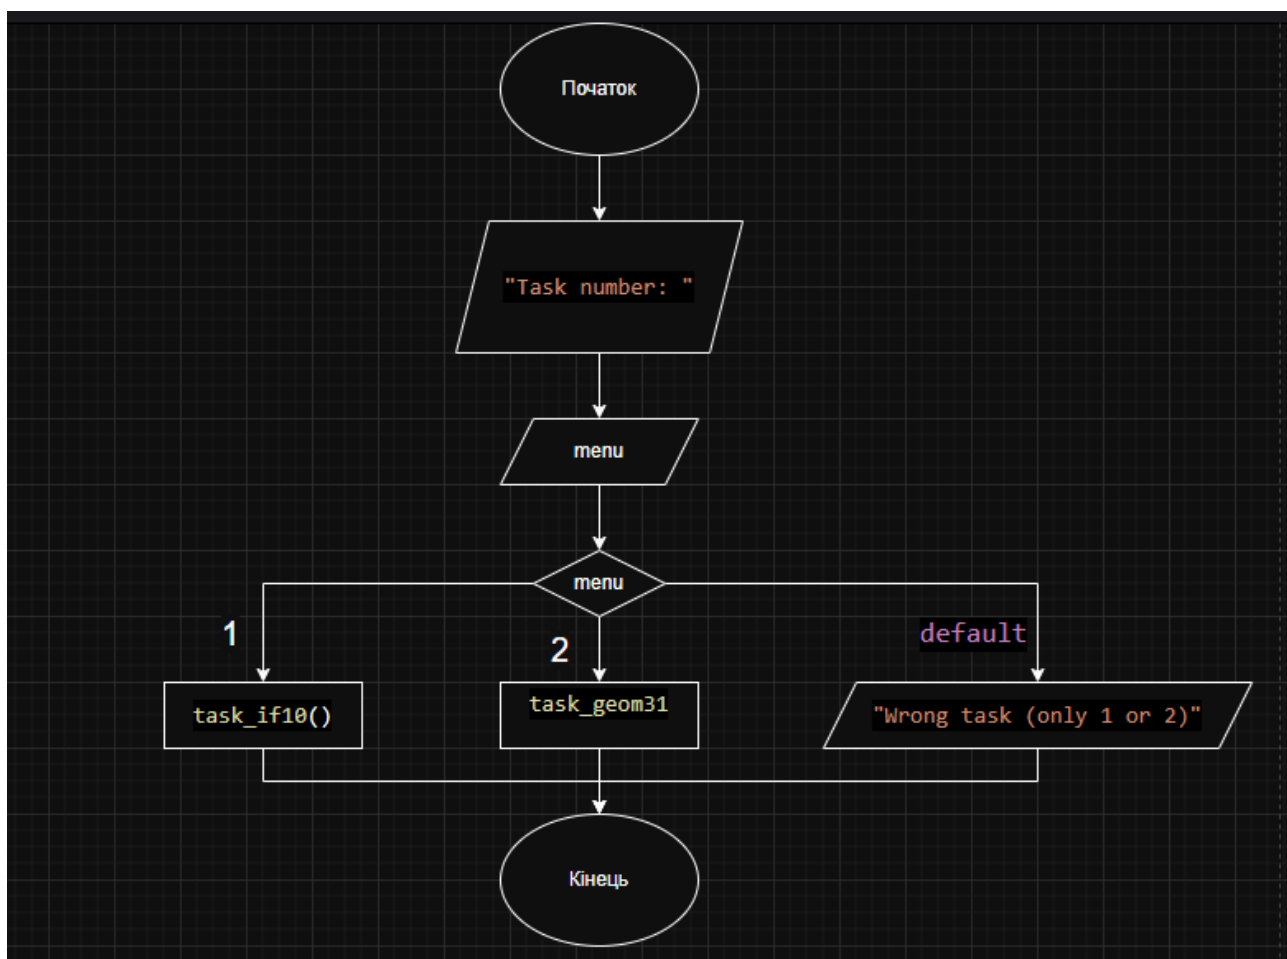 Початок
"Task number: "
menu
menu
1
2
default
task_if10()
task_geom31
"Wrong task (only 1 or 2)"
Кінець